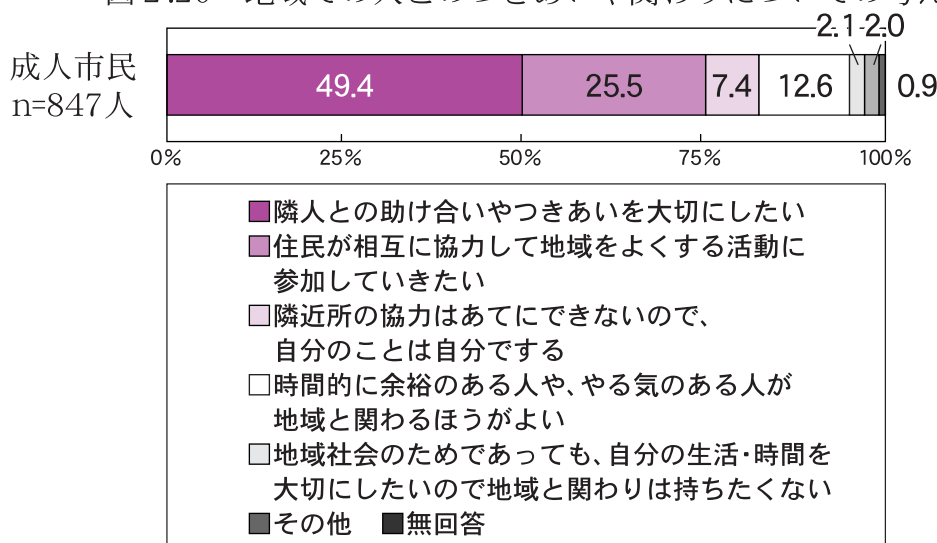 2.1 2.0
成人市民
n=847人
49.4 25.5 7.4 12.6 0.9
0% 25% 50% 75% 100%
隣人との助け合いやつきあいを大切にしたい
住民が相互に協力して地域をよくする活動に
参加していきたい
隣近所の協力はあてにできないので、
自分のことは自分でする
時間的に余裕のある人や、やる気のある人が
地域と関わるほうがよい
地域社会のためであっても、自分の生活・時間を
大切にしたいので地域と関わりは持ちたくない
その他 無回答